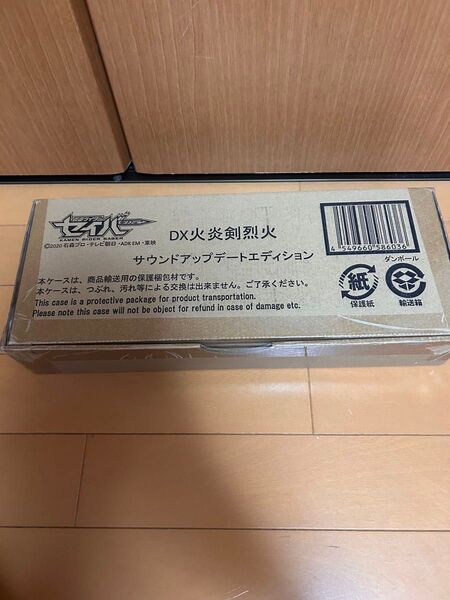 セイバー
KAMEN RIDER SABER
©2020 石森プロ・テレビ朝日・ADK EM・東映
DX火炎剣烈火
サウンドアップデートエディション
本ケースは、商品輸送用の保護梱包材です。
本ケースは、つぶれ、汚れ等による交換は出来ません。ご了承ください。
This case is a protective package for product transportation.
Please note this case will not be object for refund in case of damage etc.
4 549660 586036
ダンボール
紙
保護紙
輸送箱